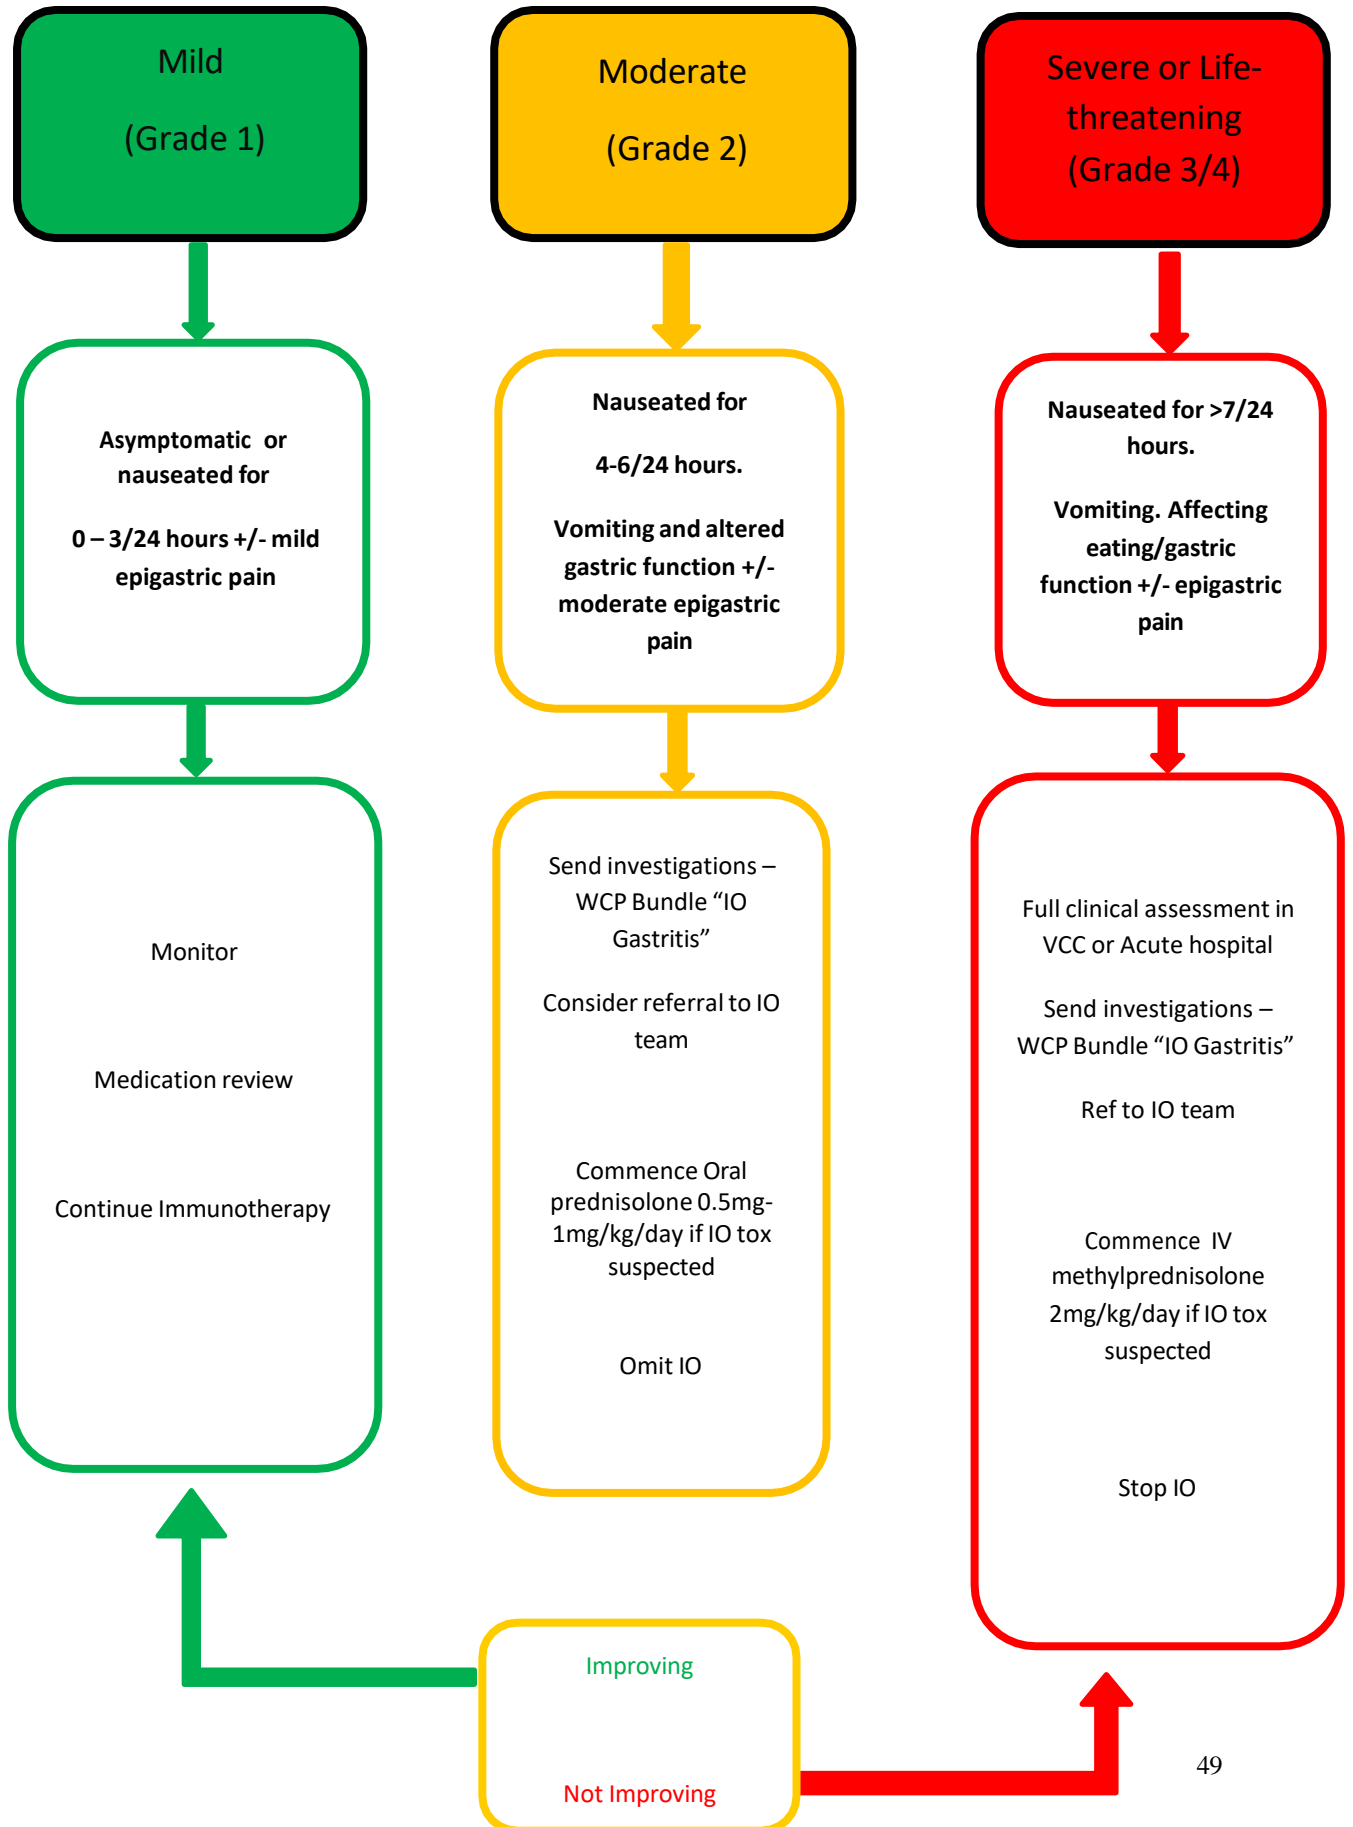 Mild
(Grade 1)
Moderate
(Grade 2)
Severe or Life-
threatening
(Grade 3/4)
Asymptomatic or
nauseated for
0 – 3/24 hours +/- mild
epigastric pain
Nauseated for
4-6/24 hours.
Vomiting and altered
gastric function +/-
moderate epigastric
pain
Nauseated for >7/24
hours.
Vomiting. Affecting
eating/gastric
function +/- epigastric
pain
Monitor
Medication review
Continue Immunotherapy
Send investigations –
WCP Bundle “IO
Gastritis”
Consider referral to IO
team
Commence Oral
prednisolone 0.5mg-
1mg/kg/day if IO tox
suspected
Omit IO
Full clinical assessment in
VCC or Acute hospital
Send investigations –
WCP Bundle “IO Gastritis”
Ref to IO team
Commence IV
methylprednisolone
2mg/kg/day if IO tox
suspected
Stop IO
Improving
Not Improving
49